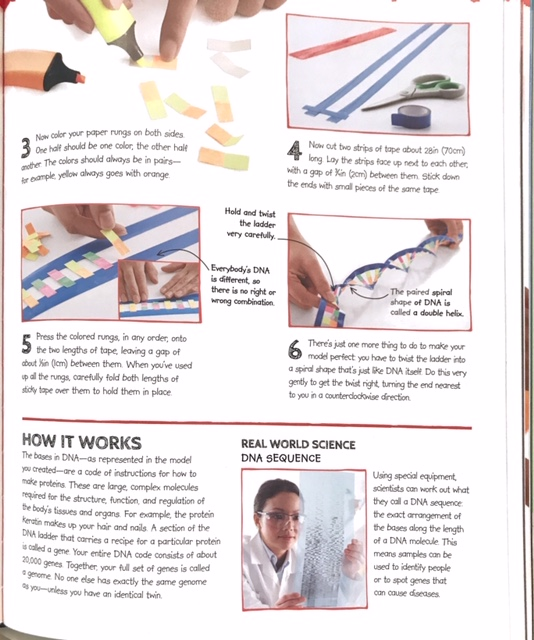 3 Now color your paper rungs on both sides.
One half should be one color, the other half
another. The colors should always be in pairs—
for example, yellow always goes with orange.
4 Now cut two strips of tape about 28in (70cm)
long. Lay the strips face up next to each other,
with a gap of ¾in (2cm) between them. Stick down
the ends with small pieces of the same tape.
Hold and twist
the ladder
very carefully.
Everybody's DNA
is different, so
there is no right or
wrong combination.
The paired spiral
shape of DNA is
called a double helix.
5 Press the colored rungs, in any order, onto
the two lengths of tape, leaving a gap of
about ½in (1cm) between them. When you've used
up all the rungs, carefully fold both lengths of
sticky tape over them to hold them in place.
6 There's just one more thing to do to make your
model perfect: you have to twist the ladder into
a spiral shape that's just like DNA itself. Do this very
gently to get the twist right, turning the end nearest
to you in a counterclockwise direction.
HOW IT WORKS
The bases in DNA—as represented in the model
you created—are a code of instructions for how to
make proteins. These are large, complex molecules
required for the structure, function, and regulation of
the body's tissues and organs. For example, the protein
keratin makes up your hair and nails. A section of the
DNA ladder that carries a recipe for a particular protein
is called a gene. Your entire DNA code consists of about
20,000 genes. Together, your full set of genes is called
a genome. No one else has exactly the same genome
as you—unless you have an identical twin.
REAL WORLD SCIENCE
DNA SEQUENCE
Using special equipment,
scientists can work out what
they call a DNA sequence:
the exact arrangement of
the bases along the length
of a DNA molecule. This
means samples can be
used to identify people
or to spot genes that
can cause diseases.